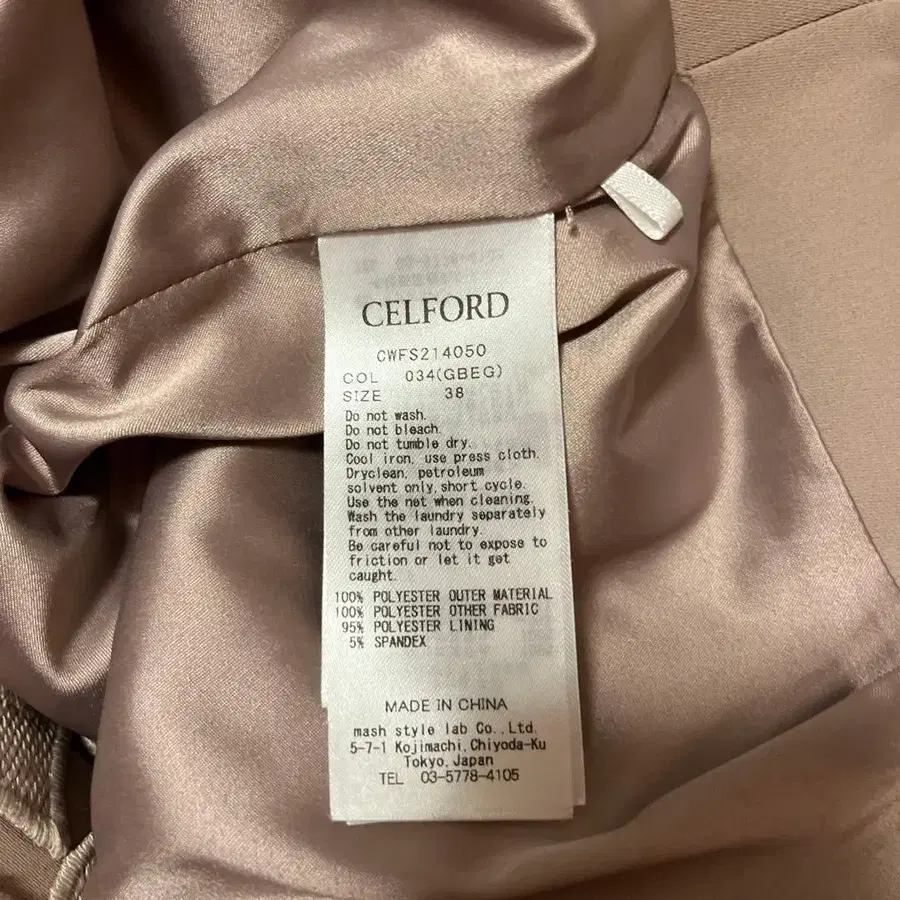 CELFORD
CWFS214050
COL 034(GBEG)
SIZE 38
Do not wash.
Do not bleach.
Do not tumble dry.
Cool iron, use press cloth.
Dryclean, petroleum
solvent only,short cycle.
Use the net when cleaning.
Wash the laundry separately
from other laundry.
Be careful not to expose to
friction or let it get
caught.
100% POLYESTER OUTER MATERIAL
100% POLYESTER OTHER FABRIC
95% POLYESTER LINING
5% SPANDEX
MADE IN CHINA
mash style lab Co.,Ltd.
5-7-1 Kojimachi,Chiyoda-Ku
Tokyo,Japan
TEL 03-5778-4105